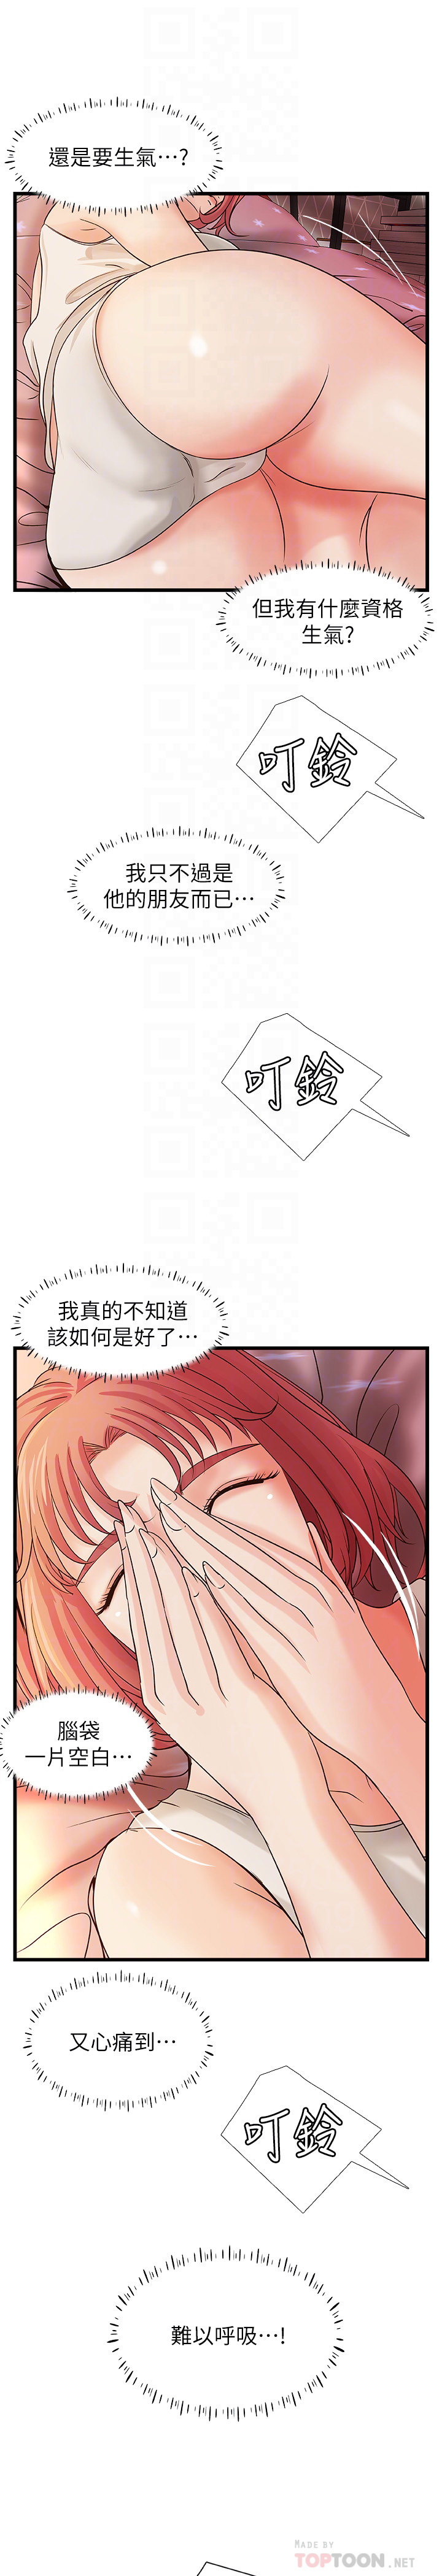 還是要生氣…?
但我有什麼資格
生氣?
叮鈴
我只不過是
他的朋友而已…
叮鈴
我真的不知道
該如何是好了…
腦袋
一片空白…
又心痛到…
叮鈴
難以呼吸…!
MADE BY
TOPTOON.NET